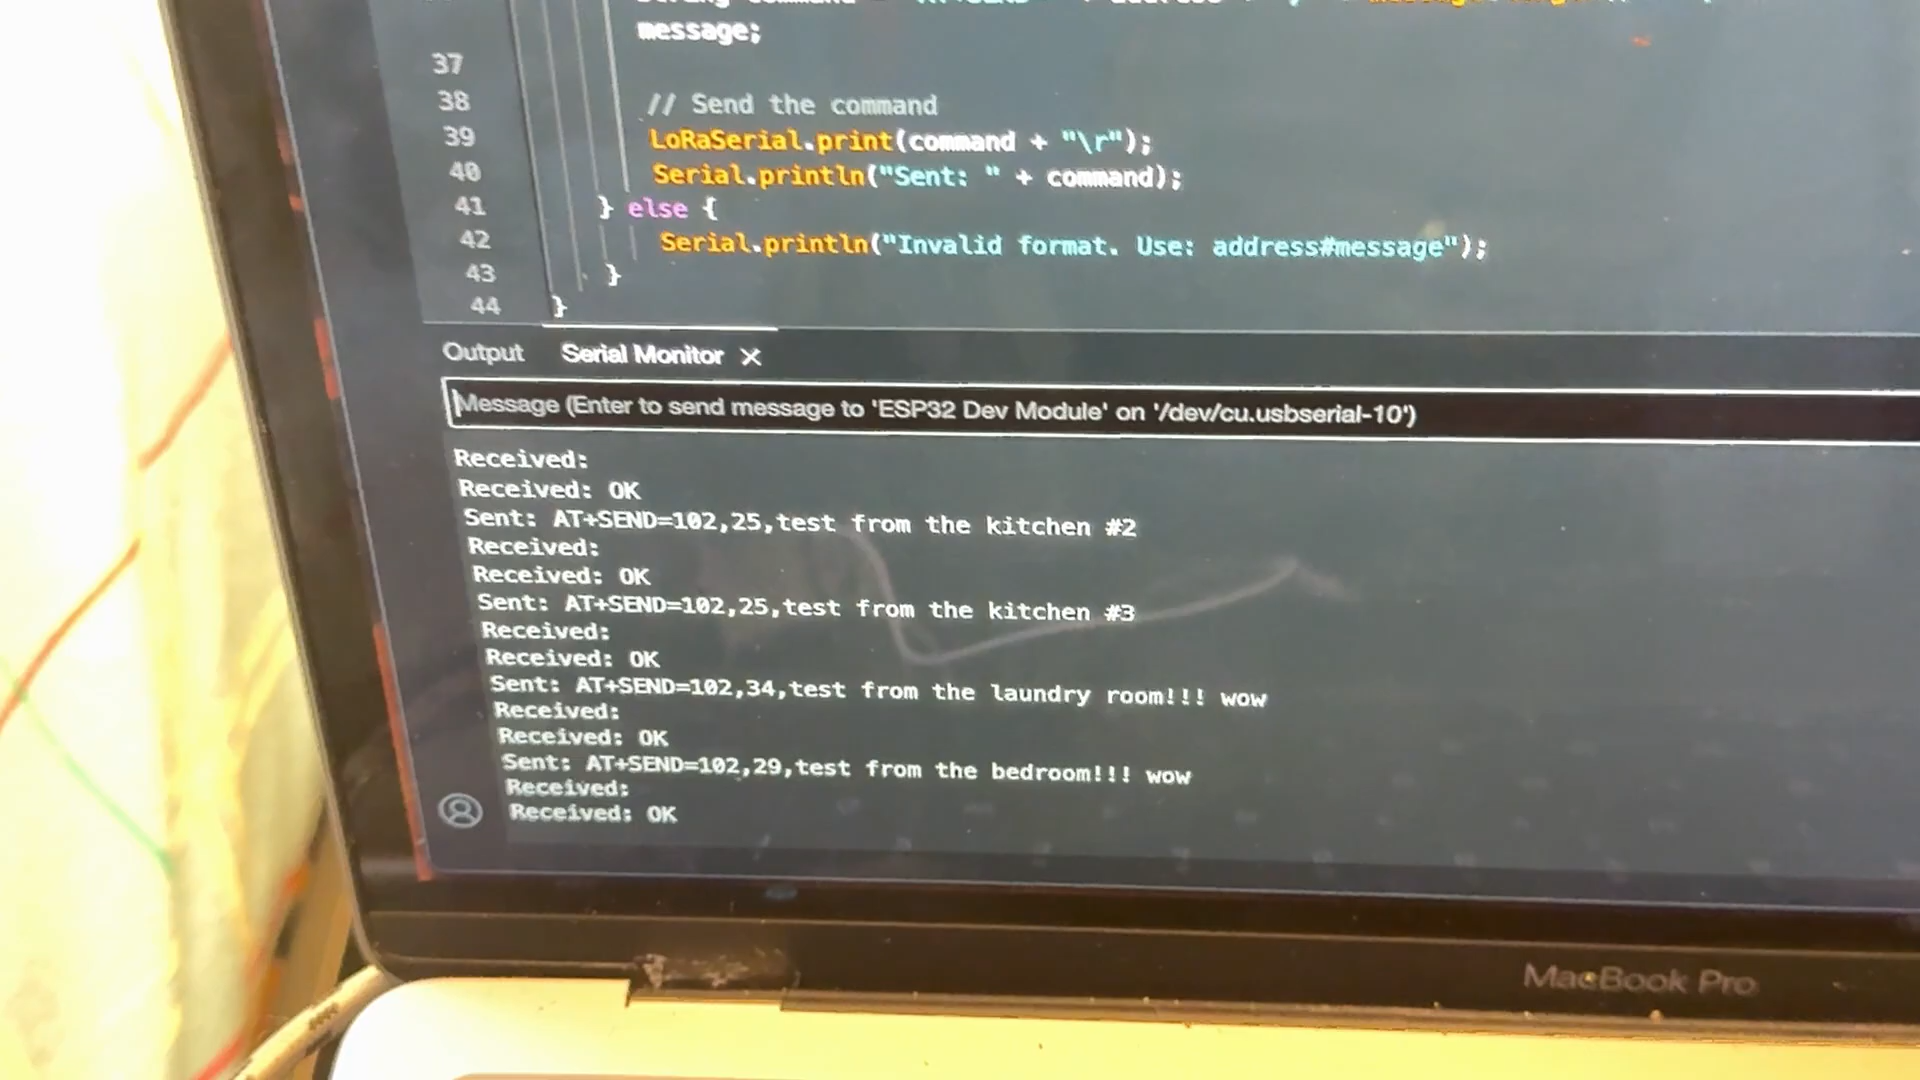 message;
37
38 // Send the command
39 LoRaSerial.print(command + "\r");
40 Serial.println("Sent: " + command);
41 } else {
42 Serial.println("Invalid format. Use: address#message");
43 }
44 }
Output Serial Monitor
Message (Enter to send message to 'ESP32 Dev Module' on '/dev/cu.usbserial-10')
Received:
Received: OK
Sent: AT+SEND=102,25,test from the kitchen #2
Received:
Received: OK
Sent: AT+SEND=102,25,test from the kitchen #3
Received:
Received: OK
Sent: AT+SEND=102,34,test from the laundry room!!! wow
Received:
Received: OK
Sent: AT+SEND=102,29,test from the bedroom!!! wow
Received:
Received: OK
MacBook Pro